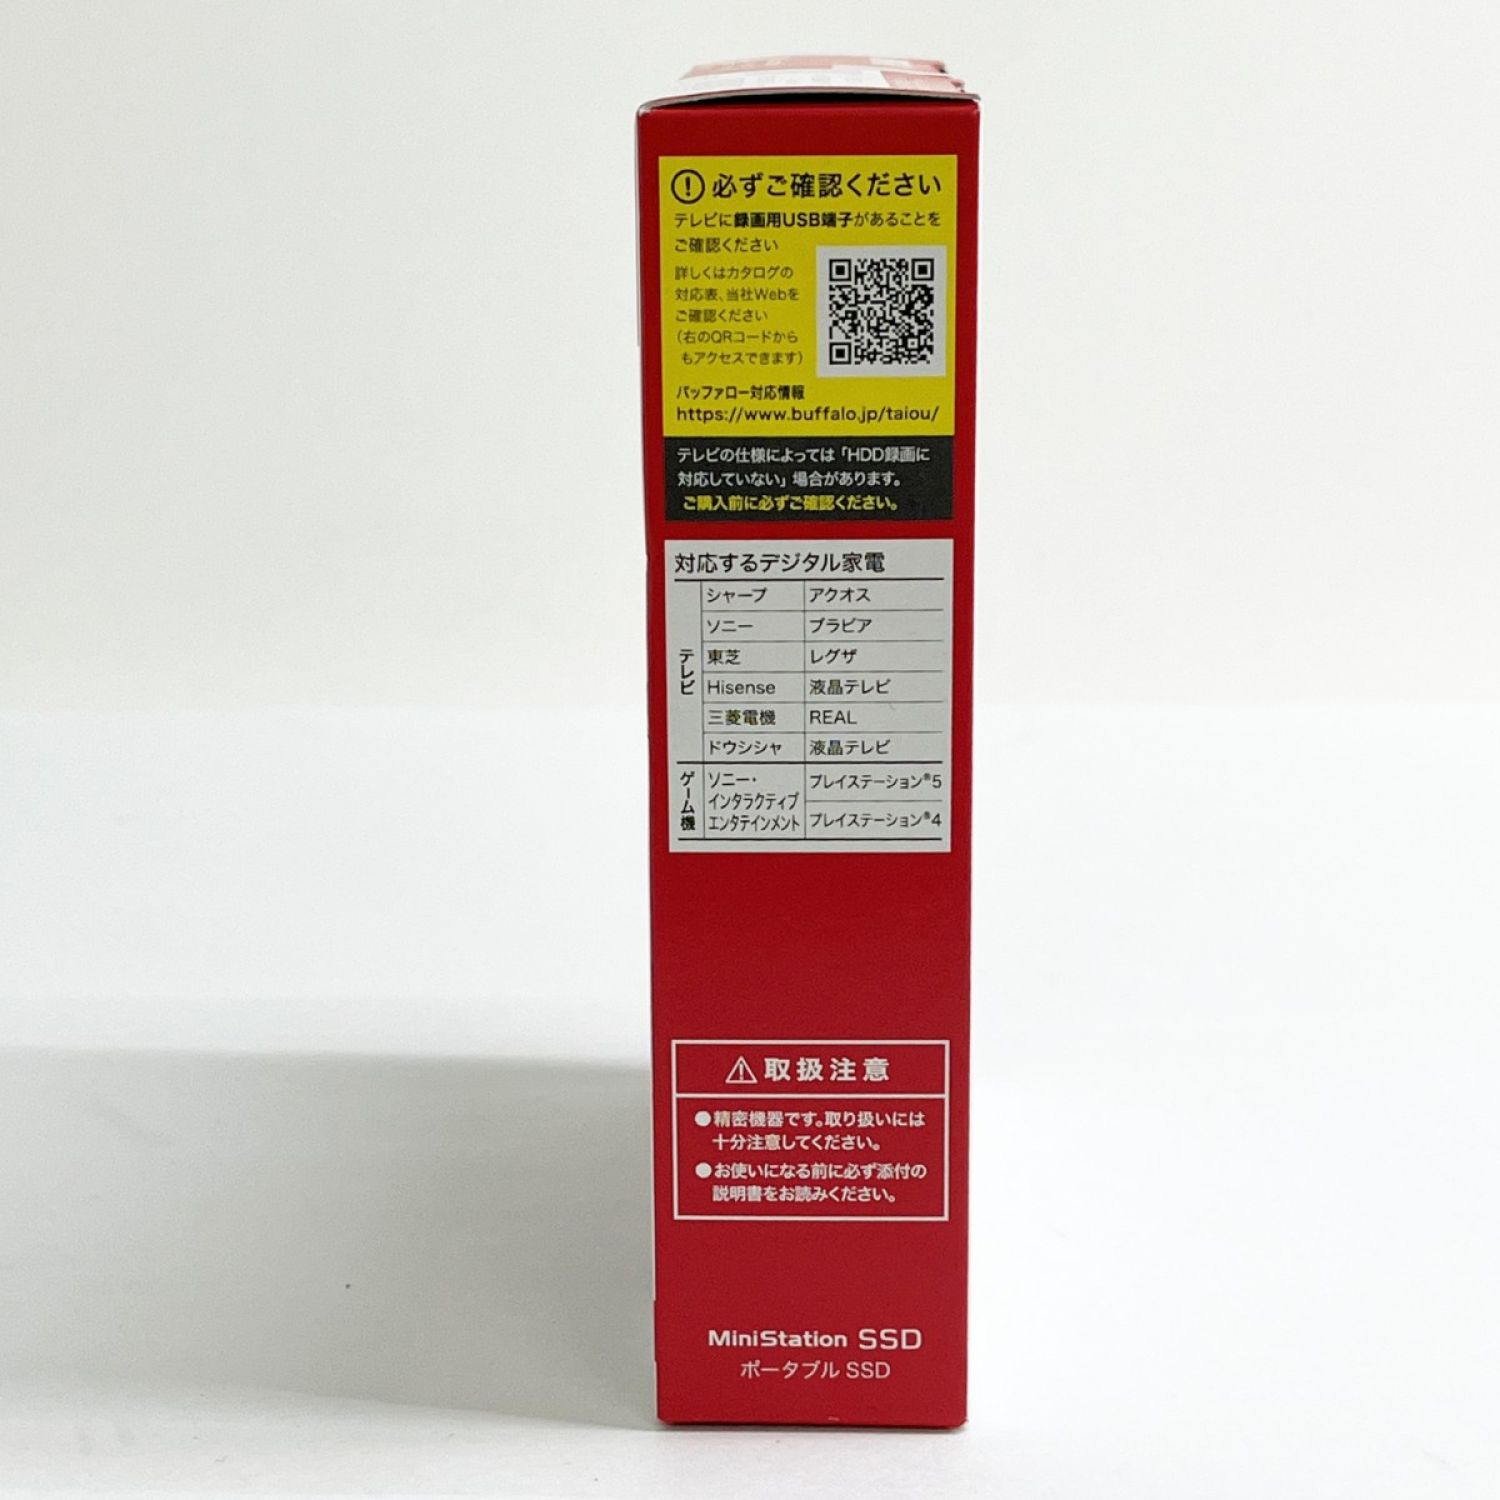 必ずご確認ください
テレビに録画用USB端子があることを
ご確認ください
詳しくはカタログの
対応表、当社Webを
ご確認ください
(右のQRコードから
もアクセスできます)
バッファロー対応情報
https://www.buffalo.jp/taiou/
テレビの仕様によっては「HDD録画に
対応していない」場合があります。
ご購入前に必ずご確認ください。
対応するデジタル家電
テレビ
シャープ アクオス
ソニー ブラビア
東芝 レグザ
Hisense 液晶テレビ
三菱電機 REAL
ドウシシャ 液晶テレビ
ゲーム機
ソニー・
インタラクティブ
エンタテインメント
プレイステーション®5
プレイステーション®4
取扱注意
●精密機器です。取り扱いには
十分注意してください。
●お使いになる前に必ず添付の
説明書をお読みください。
MiniStation SSD
ポータブル SSD